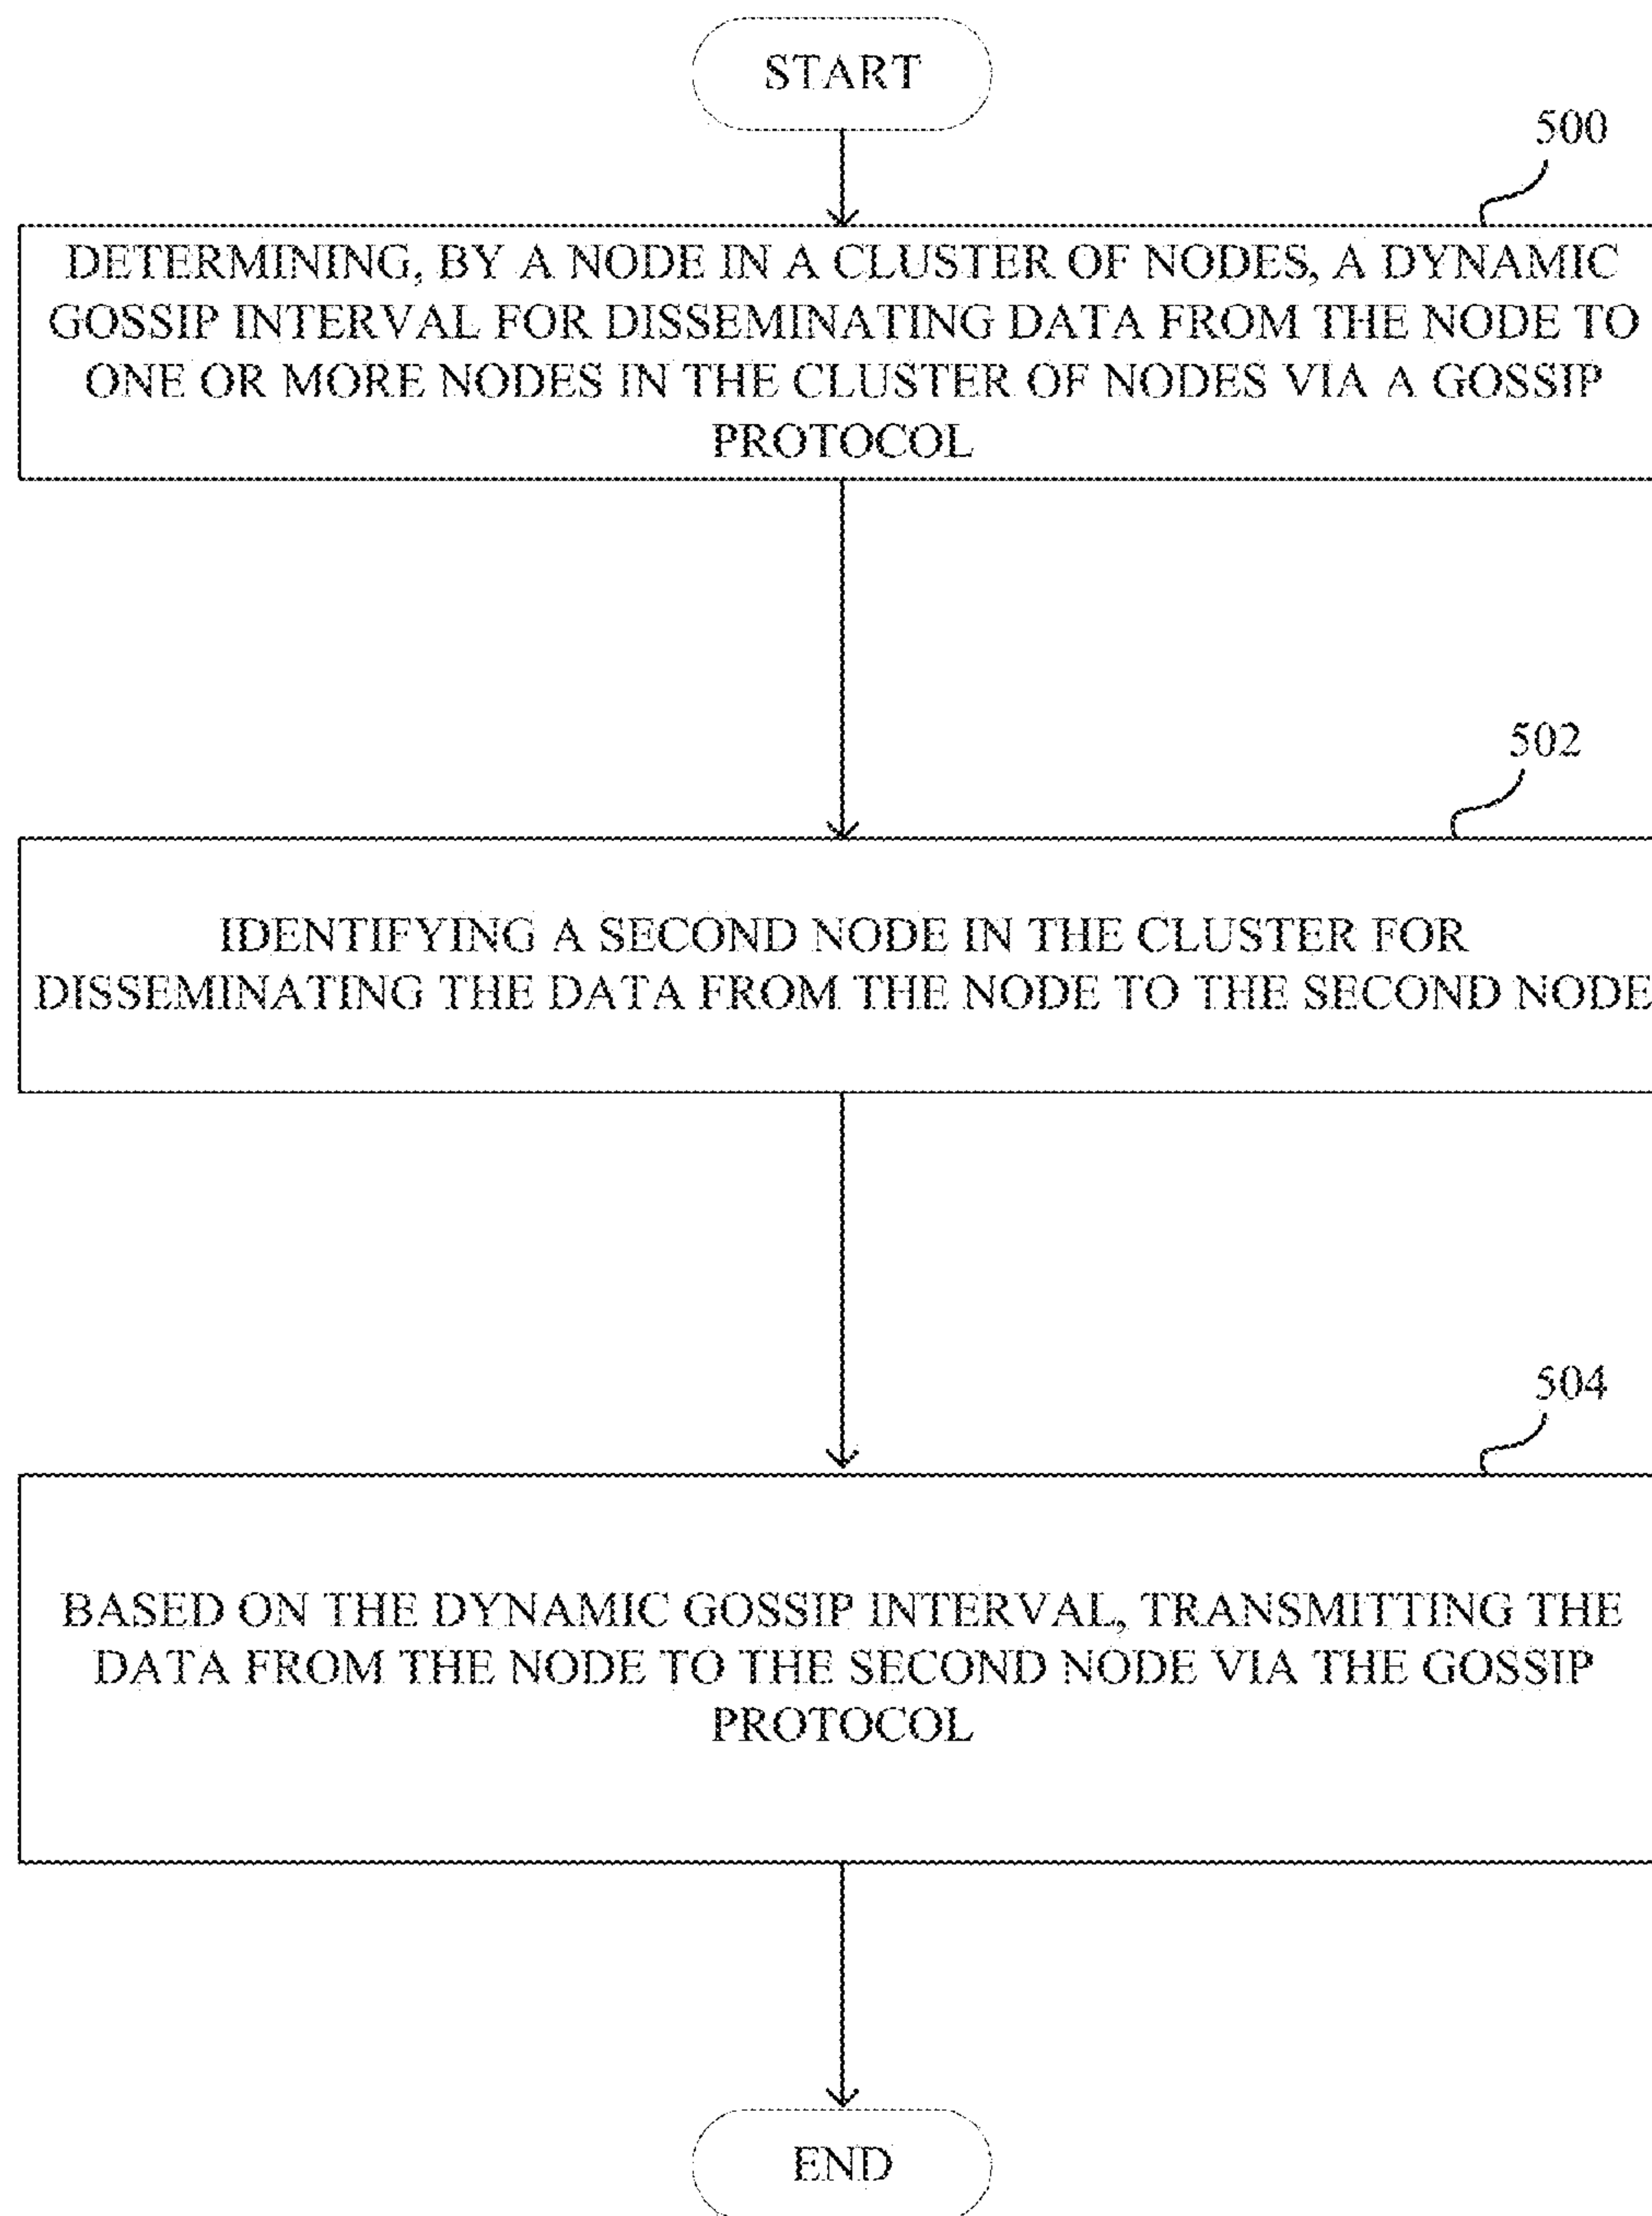 START
500
DETERMINING, BY A NODE IN A CLUSTER OF NODES, A DYNAMIC
GOSSIP INTERVAL FOR DISSEMINATING DATA FROM THE NODE TO
ONE OR MORE NODES IN THE CLUSTER OF NODES VIA A GOSSIP
PROTOCOL
502
IDENTIFYING A SECOND NODE IN THE CLUSTER FOR
DISSEMINATING THE DATA FROM THE NODE TO THE SECOND NODE
504
BASED ON THE DYNAMIC GOSSIP INTERVAL, TRANSMITTING THE
DATA FROM THE NODE TO THE SECOND NODE VIA THE GOSSIP
PROTOCOL
END